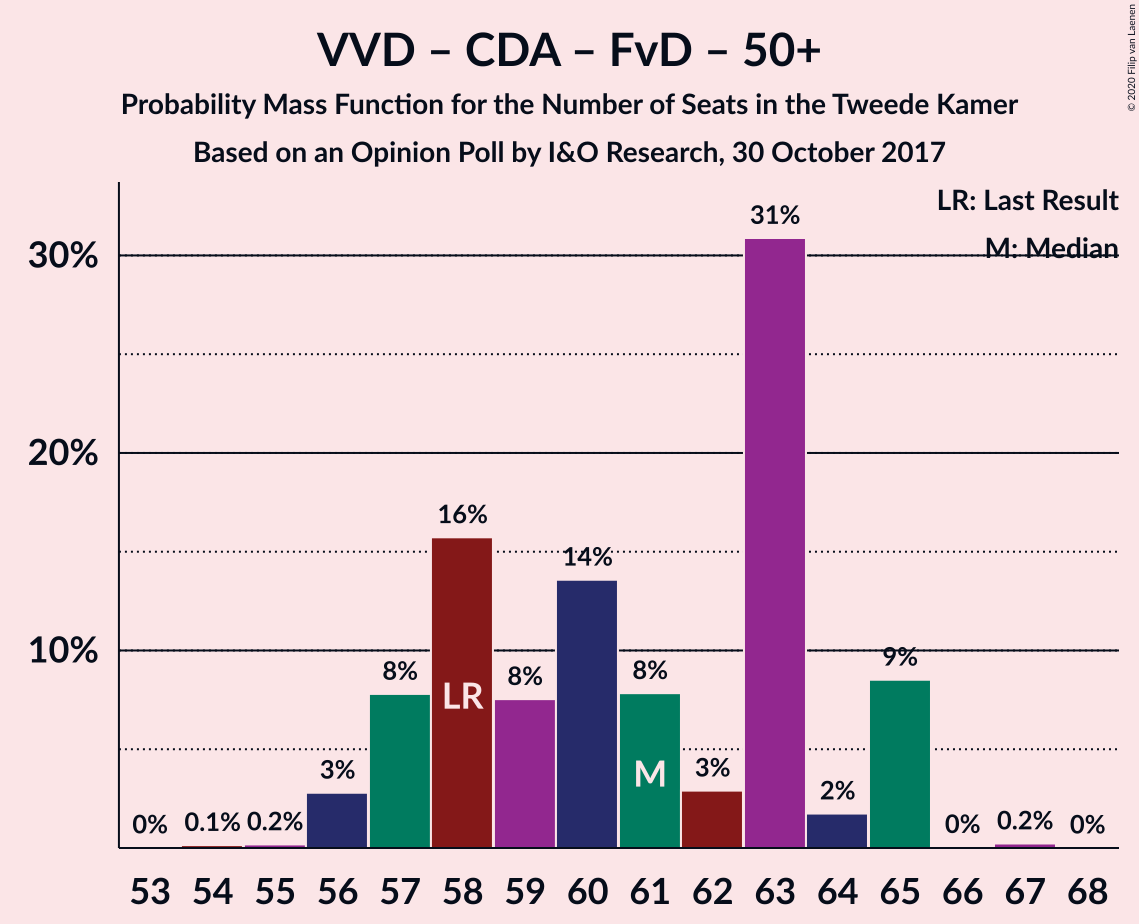 VVD – CDA – FvD – 50+
Probability Mass Function for the Number of Seats in the Tweede Kamer
Based on an Opinion Poll by I&O Research, 30 October 2017
© 2020 Filip van Laenen
LR: Last Result
M: Median
30%
20%
10%
0% 0.1% 0.2% 3% 8% 16% 8% 14% 8% 3% 31% 2% 9% 0% 0.2% 0%
LR
M
53 54 55 56 57 58 59 60 61 62 63 64 65 66 67 68